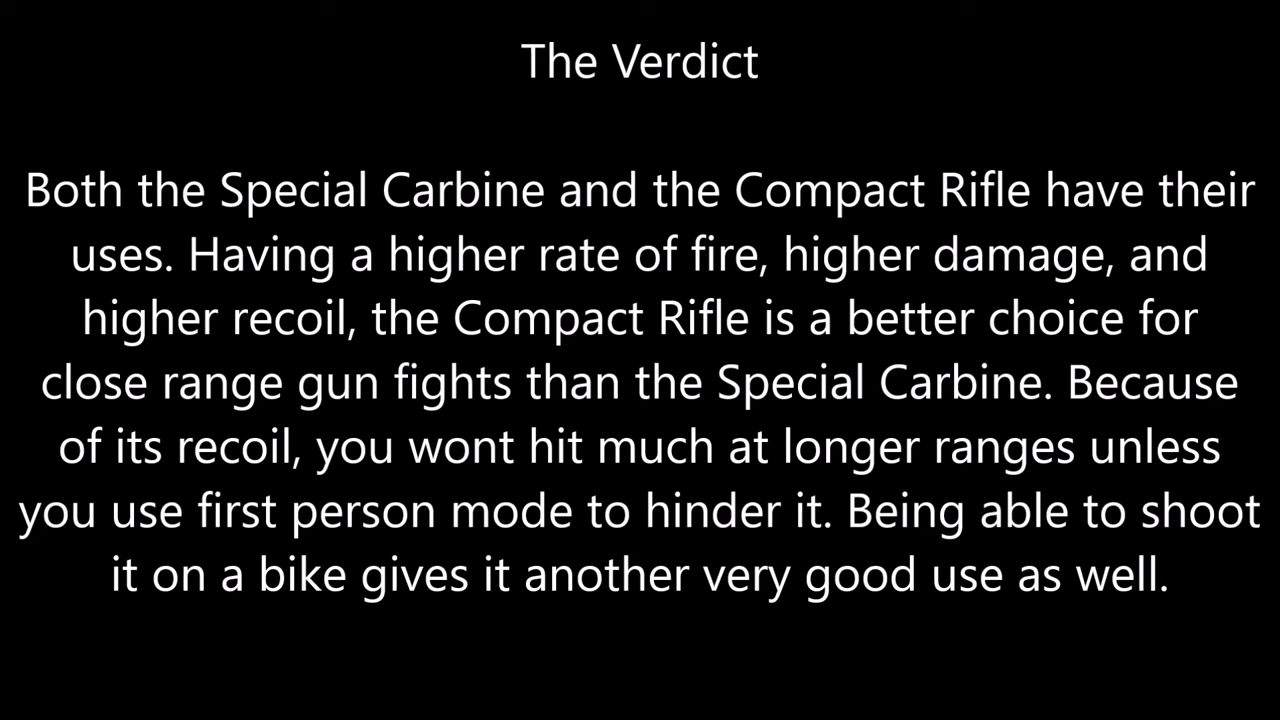 The Verdict
Both the Special Carbine and the Compact Rifle have their
uses. Having a higher rate of fire, higher damage, and
higher recoil, the Compact Rifle is a better choice for
close range gun fights than the Special Carbine. Because
of its recoil, you wont hit much at longer ranges unless
you use first person mode to hinder it. Being able to shoot
it on a bike gives it another very good use as well.